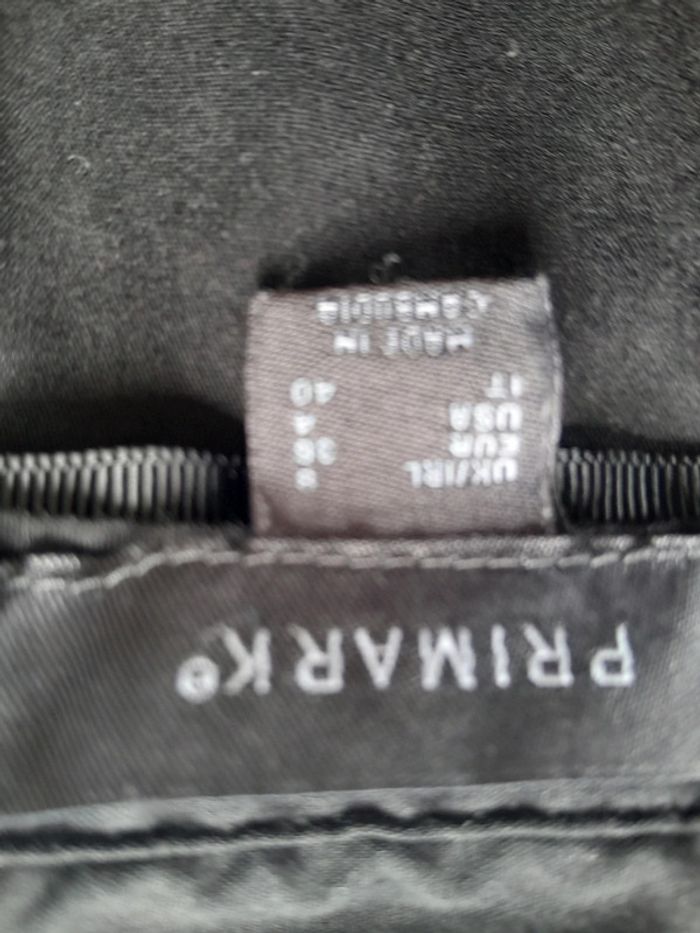 PRIMARK®
UK/IRL 8
EUR 36
USA 4
IT 40
MADE IN
CAMBODIA